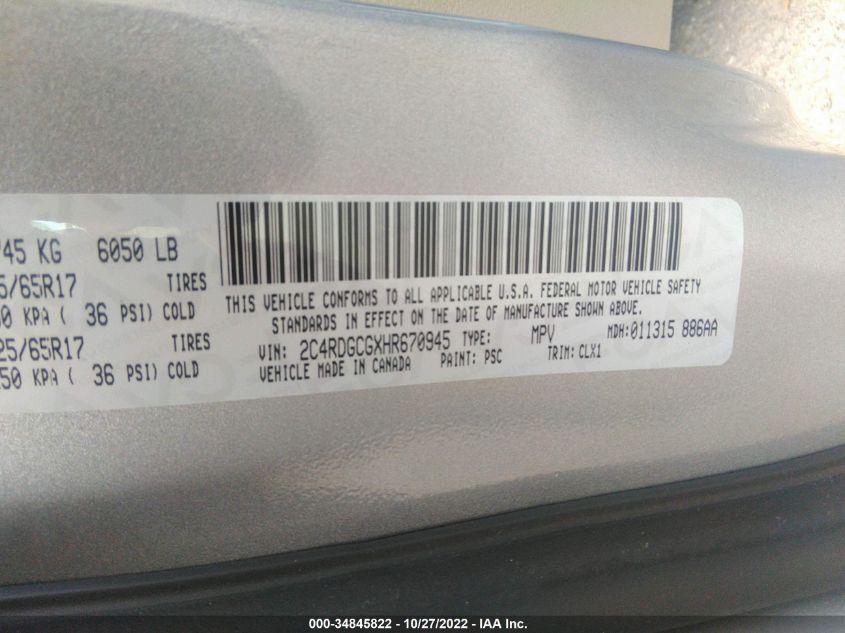 745 KG 6050 LB
5/65R17 TIRES
50 KPA ( 36 PSI) COLD
25/65R17 TIRES
250 KPA ( 36 PSI) COLD
THIS VEHICLE CONFORMS TO ALL APPLICABLE U.S.A. FEDERAL MOTOR VEHICLE SAFETY
STANDARDS IN EFFECT ON THE DATE OF MANUFACTURE SHOWN ABOVE.
VIN: 2C4RDGCGXHR670945 TYPE: MPV MDH:011315 886AA
VEHICLE MADE IN CANADA PAINT: PSC TRIM: CLX1
000-34845822 - 10/27/2022 - IAA Inc.